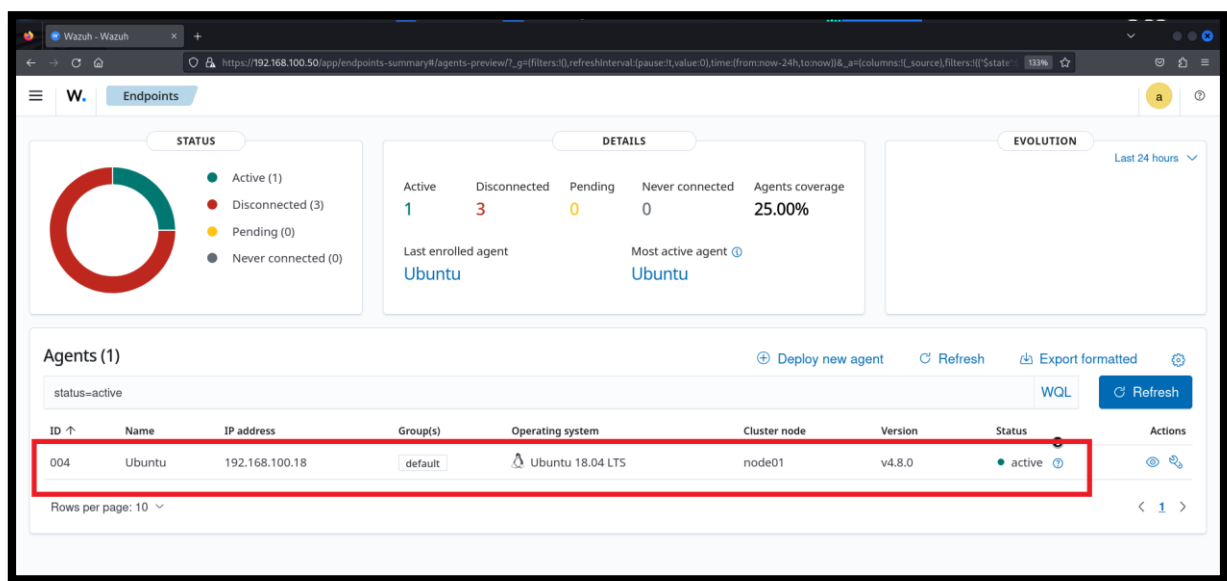 Wazuh - Wazuh
https://192.168.100.50/app/endpoints-summary#/agents-preview/?_g=(filters:!(),refreshInterval:(pause:!t,value:0),time:(from:now-24h,to:now))&_a=(columns:!(_source),filters:!(('$state': 133%
W. Endpoints a
STATUS
Active (1)
Disconnected (3)
Pending (0)
Never connected (0)
DETAILS
Active Disconnected Pending Never connected Agents coverage
1 3 0 0 25.00%
Last enrolled agent Most active agent
Ubuntu Ubuntu
EVOLUTION
Last 24 hours
Agents (1) Deploy new agent Refresh Export formatted
status=active WQL Refresh
ID Name IP address Group(s) Operating system Cluster node Version Status Actions
004 Ubuntu 192.168.100.18 default Ubuntu 18.04 LTS node01 v4.8.0 active
Rows per page: 10 1